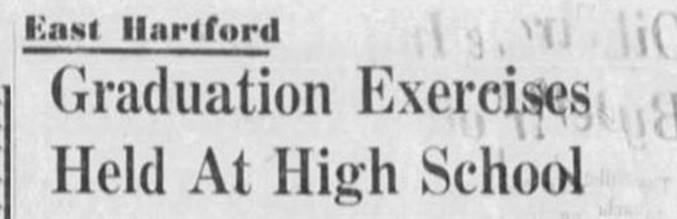 East Hartford
Graduation Exercises
Held At High School